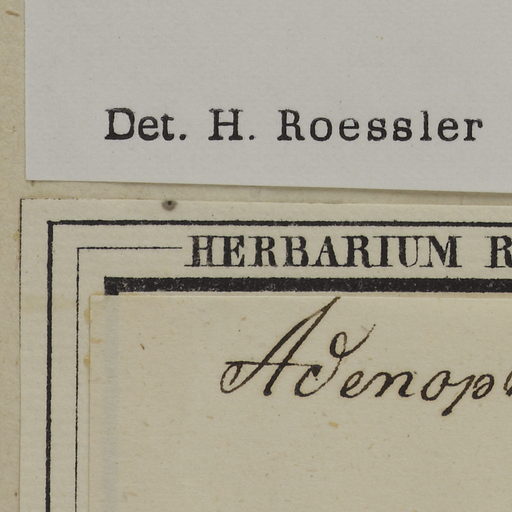 Det. H. Roessler
HERBARIUM R
Adenop